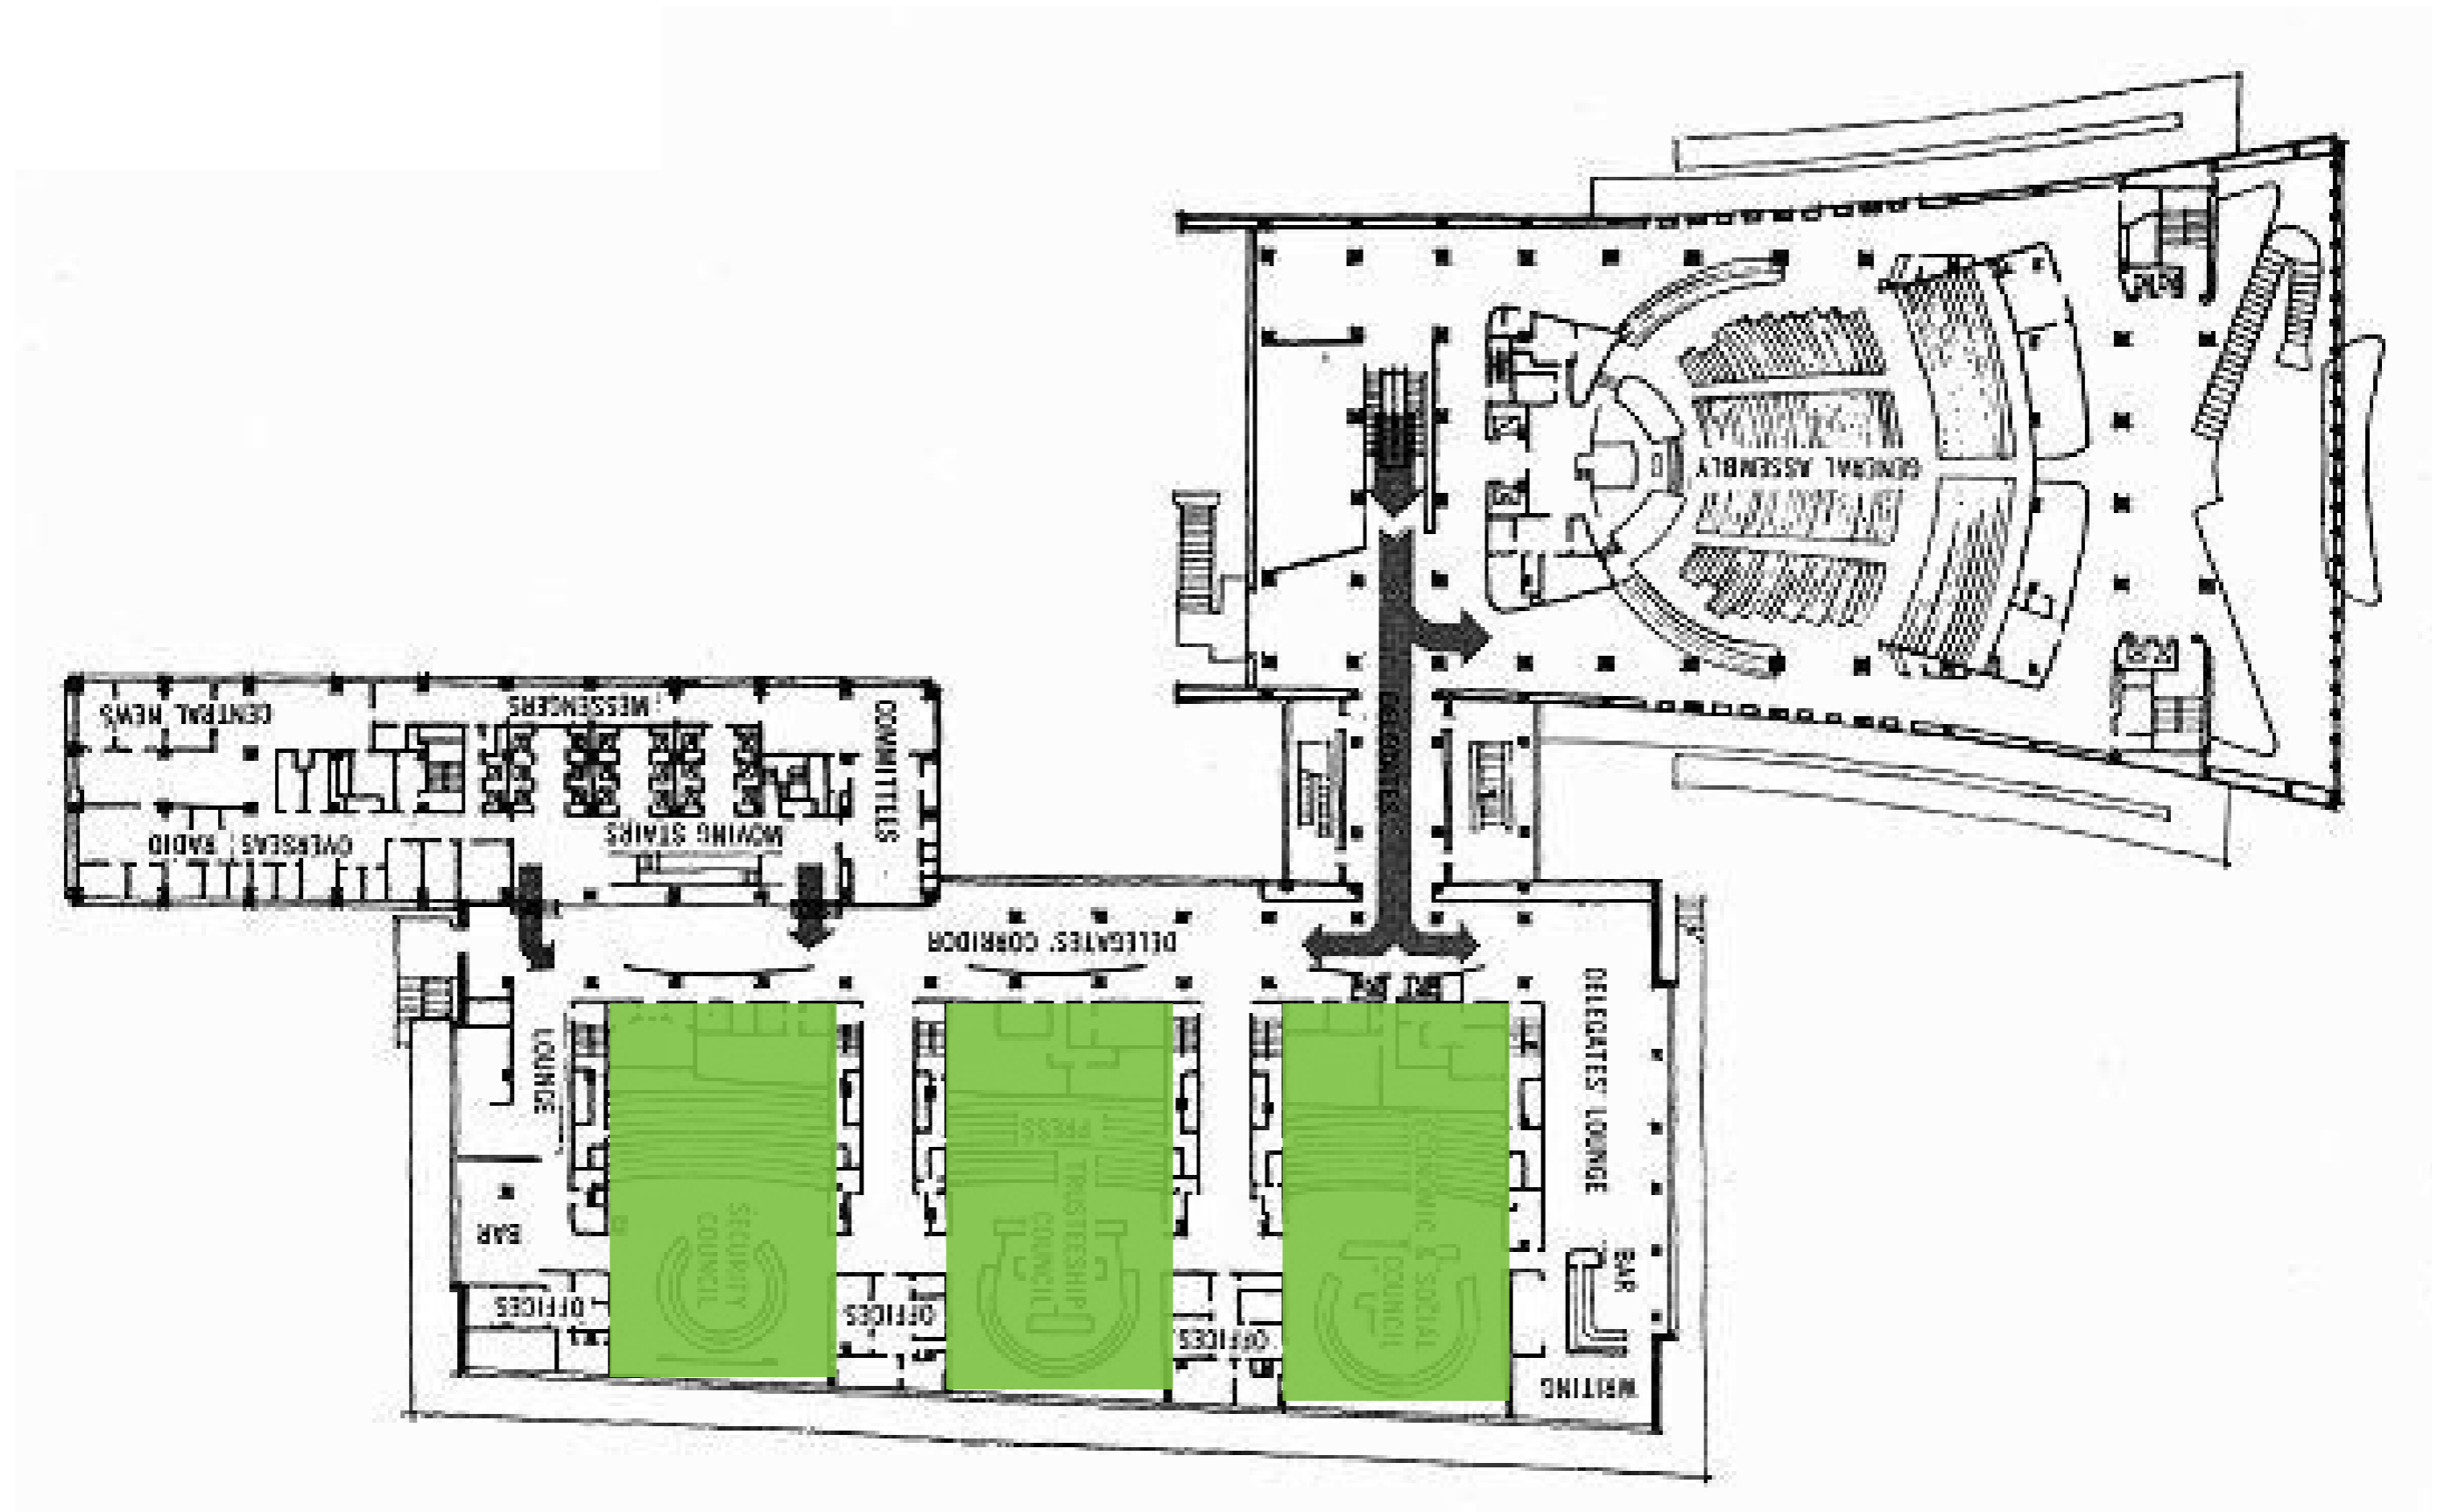 GENERAL ASSEMBLY
CENTRAL NEWS
MESSENGERS
COMMITTEES
OVERSEAS RADIO
MOVING STAIRS
DELEGATES
DELEGATES' CORRIDOR
DELEGATES' LOUNGE
LOUNGE
PRESS
SECURITY
COUNCIL
TRUSTEESHIP
COUNCIL
ECONOMIC & SOCIAL
COUNCIL
BAR
BAR
OFFICES
OFFICES
OFFICES
WRITING